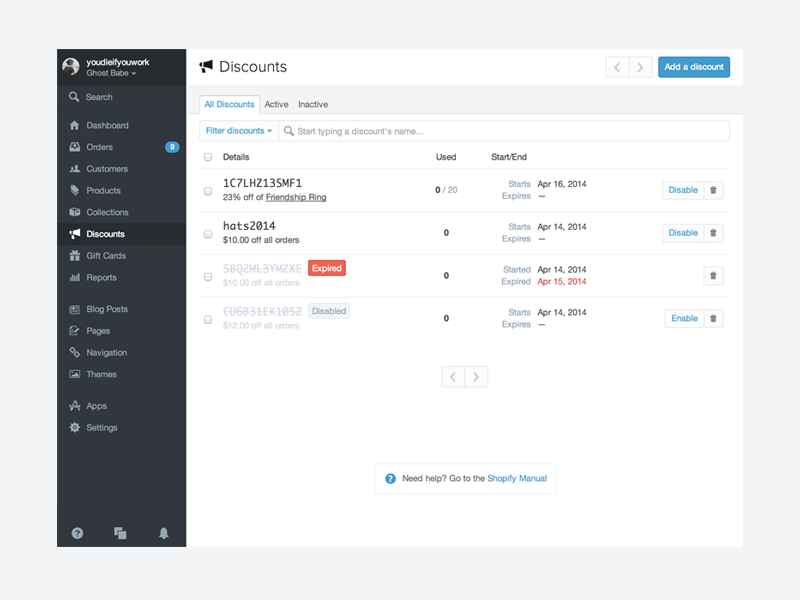 youdieifyouwork
Ghost Babe
Search
Dashboard
Orders 9
Customers
Products
Collections
Discounts
Gift Cards
Reports
Blog Posts
Pages
Navigation
Themes
Apps
Settings
Discounts
Add a discount
All Discounts Active Inactive
Filter discounts Start typing a discount's name...
Details Used Start/End
1C7LHZ13SMF1 0 / 20 Starts Apr 16, 2014 Disable
23% off of Friendship Ring Expires —
hats2014 0 Starts Apr 14, 2014 Disable
$10.00 off all orders Expires —
SBQ2ML3YMZXE Expired 0 Started Apr 14, 2014
$10.00 off all orders Expired Apr 15, 2014
CU6B31EK105Z Disabled 0 Starts Apr 14, 2014 Enable
$12.00 off all orders Expires —
? Need help? Go to the Shopify Manual
?